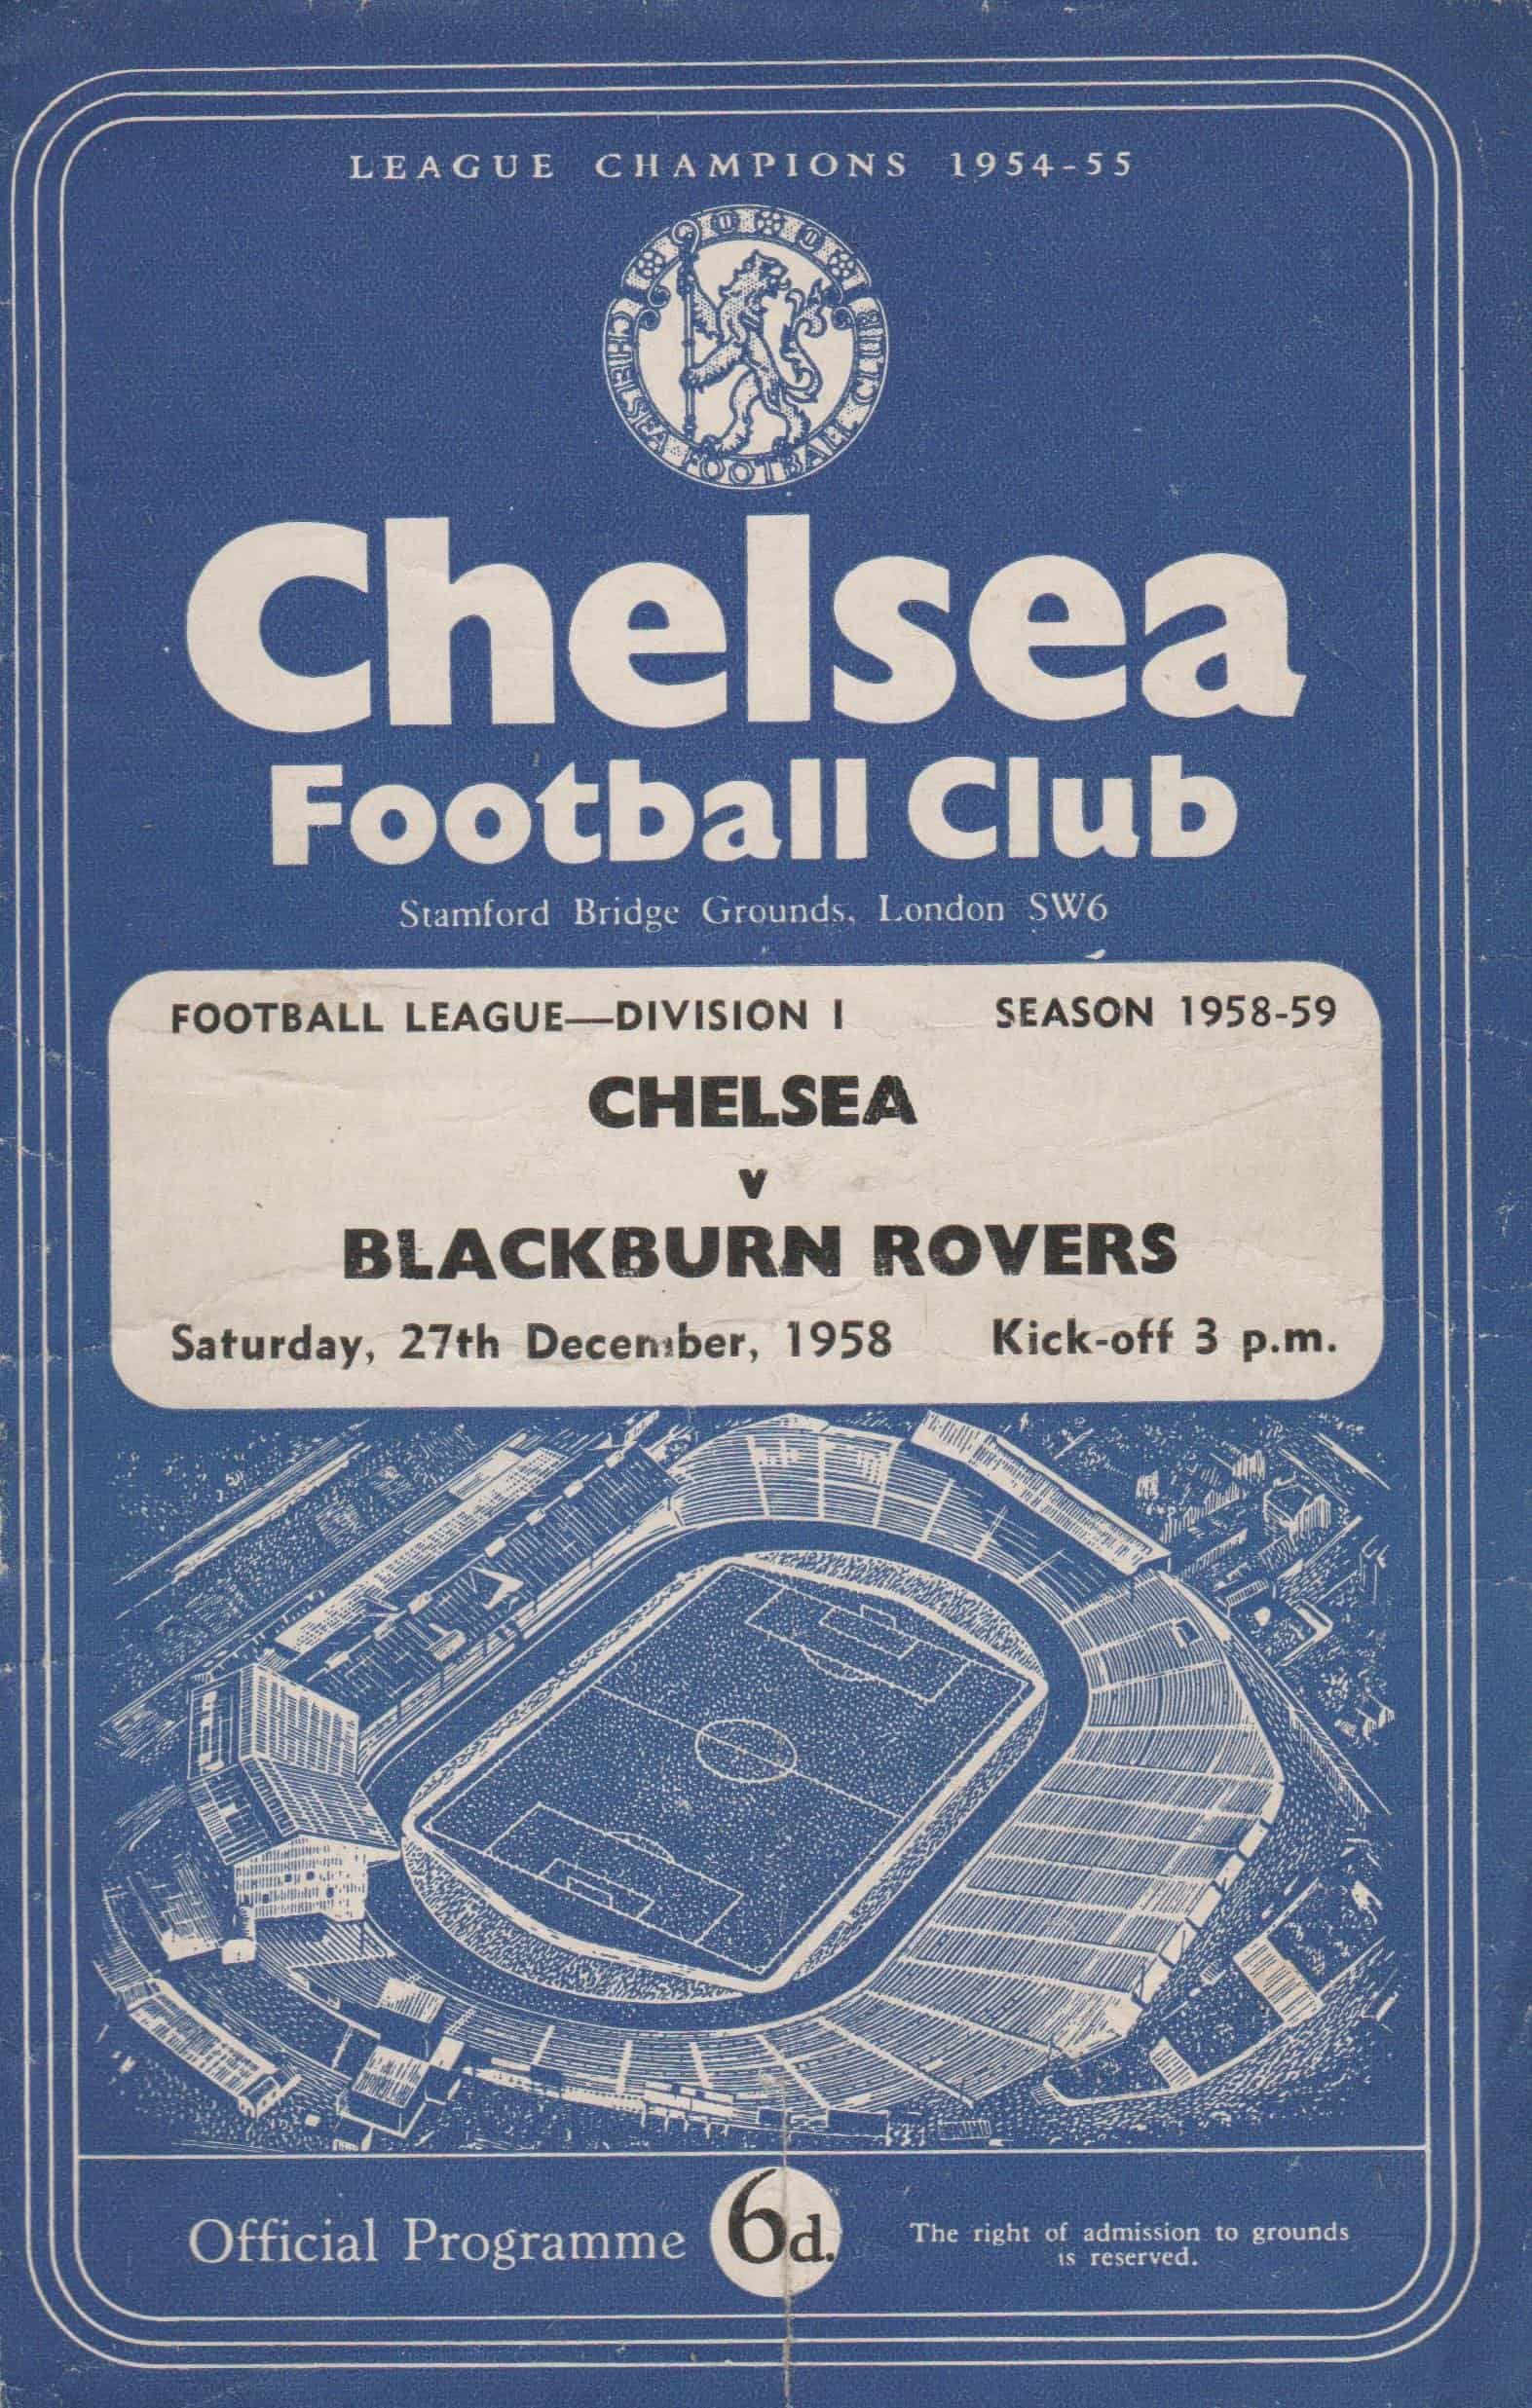 LEAGUE CHAMPIONS 1954-55
CHELSEA FOOTBALL CLUB
Chelsea
Football Club
Stamford Bridge Grounds, London SW6
FOOTBALL LEAGUE—DIVISION I SEASON 1958-59
CHELSEA
v
BLACKBURN ROVERS
Saturday, 27th December, 1958 Kick-off 3 p.m.
Official Programme 6d. The right of admission to grounds
is reserved.